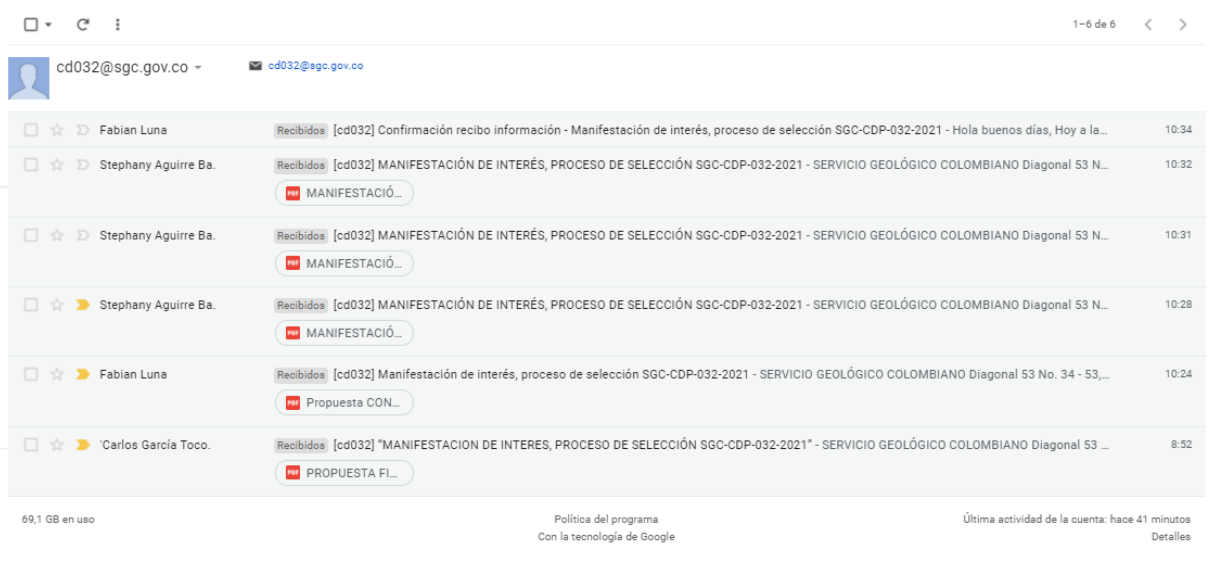 1–6 de 6
cd032@sgc.gov.co cd032@sgc.gov.co
Fabian Luna Recibidos [cd032] Confirmación recibo información - Manifestación de interés, proceso de selección SGC-CDP-032-2021 - Hola buenos días, Hoy a la... 10:34
Stephany Aguirre Ba. Recibidos [cd032] MANIFESTACIÓN DE INTERÉS, PROCESO DE SELECCIÓN SGC-CDP-032-2021 - SERVICIO GEOLÓGICO COLOMBIANO Diagonal 53 N... 10:32
PDF MANIFESTACIÓ...
Stephany Aguirre Ba. Recibidos [cd032] MANIFESTACIÓN DE INTERÉS, PROCESO DE SELECCIÓN SGC-CDP-032-2021 - SERVICIO GEOLÓGICO COLOMBIANO Diagonal 53 N... 10:31
PDF MANIFESTACIÓ...
Stephany Aguirre Ba. Recibidos [cd032] MANIFESTACIÓN DE INTERÉS, PROCESO DE SELECCIÓN SGC-CDP-032-2021 - SERVICIO GEOLÓGICO COLOMBIANO Diagonal 53 N... 10:28
PDF MANIFESTACIÓ...
Fabian Luna Recibidos [cd032] Manifestación de interés, proceso de selección SGC-CDP-032-2021 - SERVICIO GEOLÓGICO COLOMBIANO Diagonal 53 No. 34 - 53,... 10:24
PDF Propuesta CON...
'Carlos García Toco. Recibidos [cd032] "MANIFESTACION DE INTERES, PROCESO DE SELECCIÓN SGC-CDP-032-2021" - SERVICIO GEOLÓGICO COLOMBIANO Diagonal 53 ... 8:52
PDF PROPUESTA FI...
69,1 GB en uso Política del programa Última actividad de la cuenta: hace 41 minutos
Con la tecnología de Google Detalles